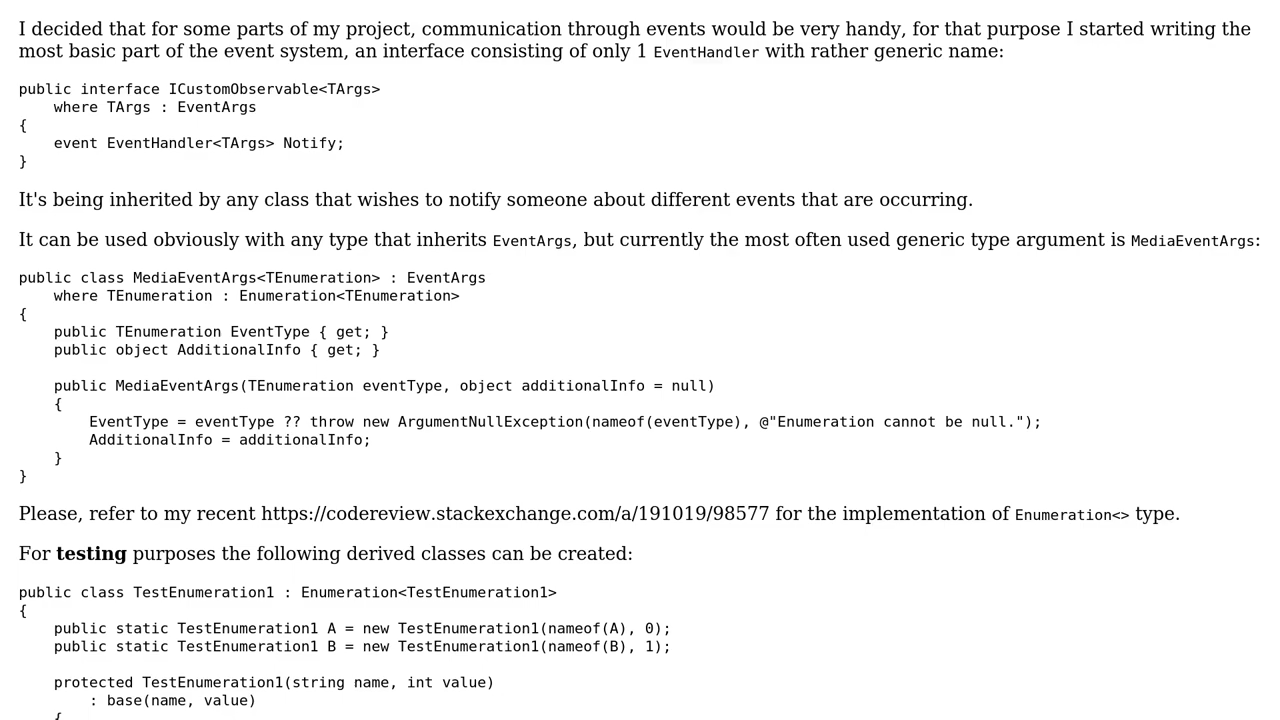 I decided that for some parts of my project, communication through events would be very handy, for that purpose I started writing the
most basic part of the event system, an interface consisting of only 1 EventHandler with rather generic name:
public interface ICustomObservable<TArgs>
    where TArgs : EventArgs
{
    event EventHandler<TArgs> Notify;
}
It's being inherited by any class that wishes to notify someone about different events that are occurring.
It can be used obviously with any type that inherits EventArgs, but currently the most often used generic type argument is MediaEventArgs:
public class MediaEventArgs<TEnumeration> : EventArgs
    where TEnumeration : Enumeration<TEnumeration>
{
    public TEnumeration EventType { get; }
    public object AdditionalInfo { get; }
    public MediaEventArgs(TEnumeration eventType, object additionalInfo = null)
    {
        EventType = eventType ?? throw new ArgumentNullException(nameof(eventType), @"Enumeration cannot be null.");
        AdditionalInfo = additionalInfo;
    }
}
Please, refer to my recent https://codereview.stackexchange.com/a/191019/98577 for the implementation of Enumeration<> type.
For testing purposes the following derived classes can be created:
public class TestEnumeration1 : Enumeration<TestEnumeration1>
{
    public static TestEnumeration1 A = new TestEnumeration1(nameof(A), 0);
    public static TestEnumeration1 B = new TestEnumeration1(nameof(B), 1);
    protected TestEnumeration1(string name, int value)
        : base(name, value)
    {